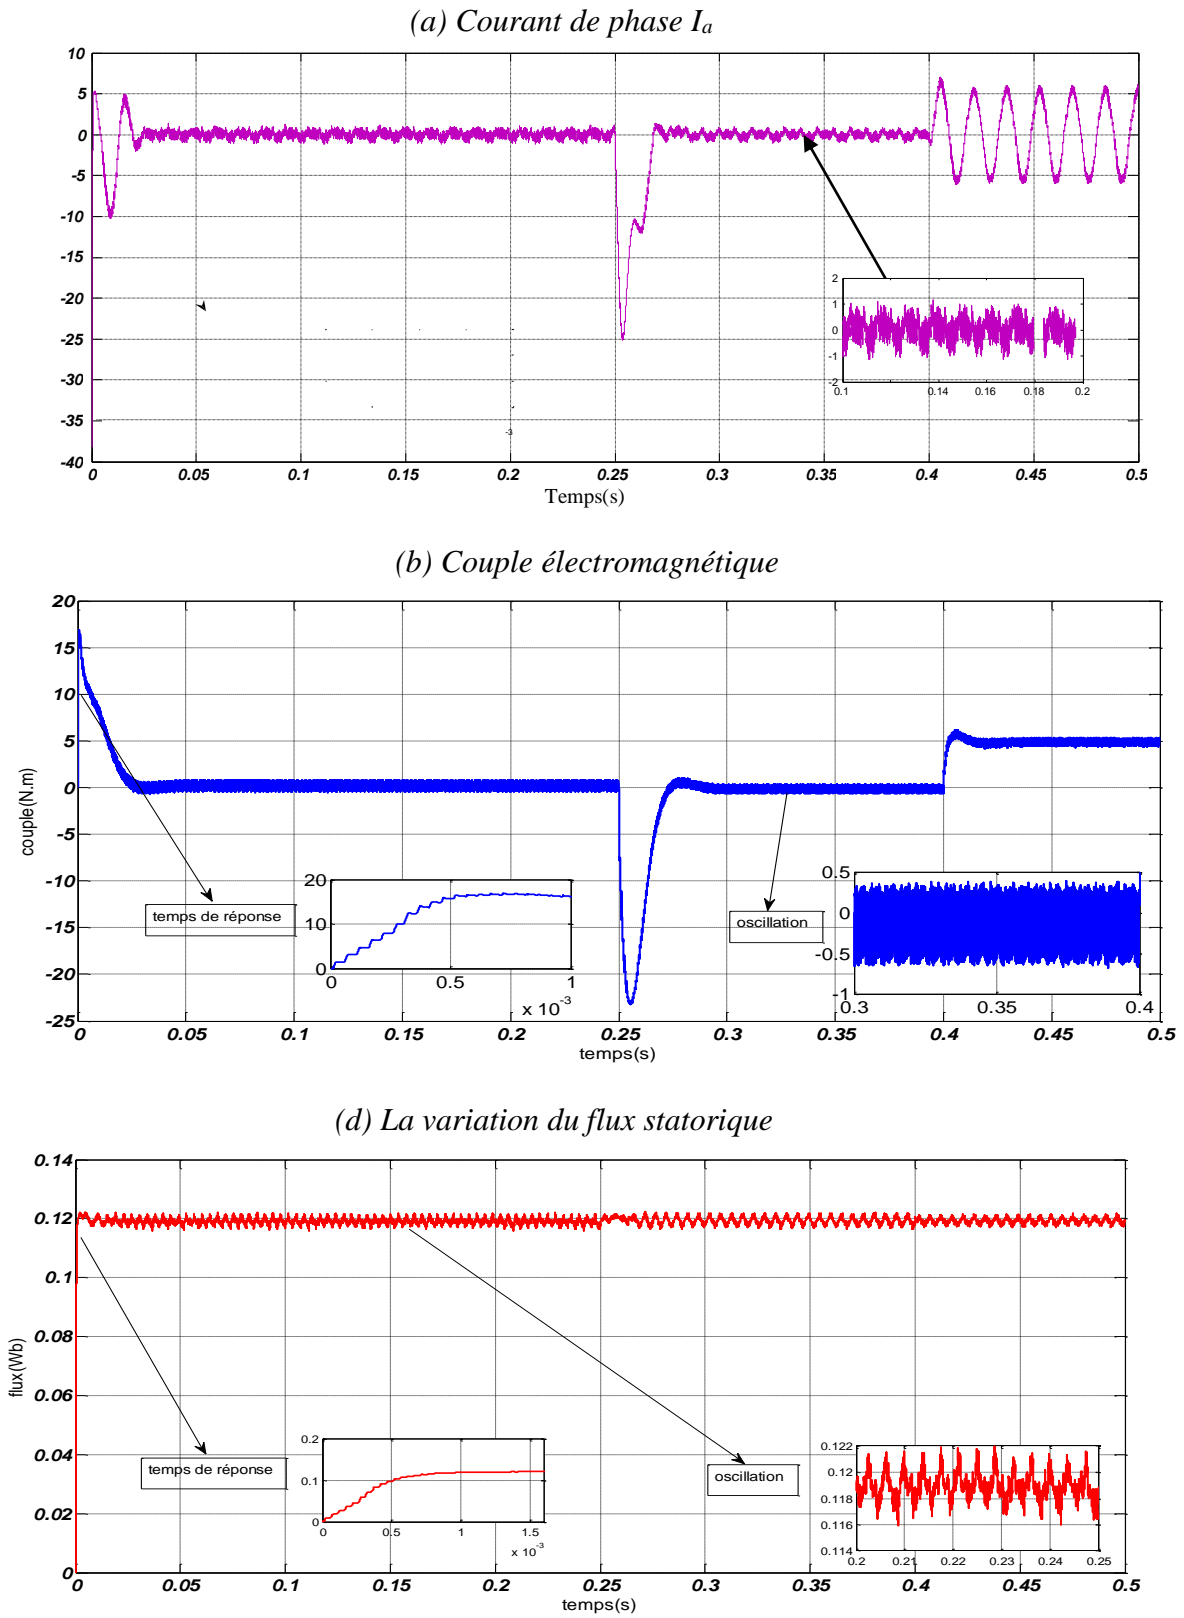 (a) Courant de phase Ia
10
5
0
-5
-10
-15
-20
-25
-30
-35
-40
2
1
0
-1
-2
0.1 0.12 0.14 0.16 0.18 0.2
-3
0 0.05 0.1 0.15 0.2 0.25 0.3 0.35 0.4 0.45 0.5
Temps(s)
(b) Couple électromagnétique
20
15
10
5
0
-5
-10
-15
-20
-25
couple(N.m)
temps de réponse
20
10
0
0 0.5 1
x 10-3
oscillation
0.5
0
-0.5
-1
0.3 0.35 0.4
0 0.05 0.1 0.15 0.2 0.25 0.3 0.35 0.4 0.45 0.5
temps(s)
(d) La variation du flux statorique
0.14
0.12
0.1
0.08
0.06
0.04
0.02
0
flux(Wb)
temps de réponse
0.2
0.1
0
0 0.5 1 1.5
x 10-3
oscillation
0.122
0.12
0.118
0.116
0.114
0.2 0.21 0.22 0.23 0.24 0.25
0 0.05 0.1 0.15 0.2 0.25 0.3 0.35 0.4 0.45 0.5
temps(s)